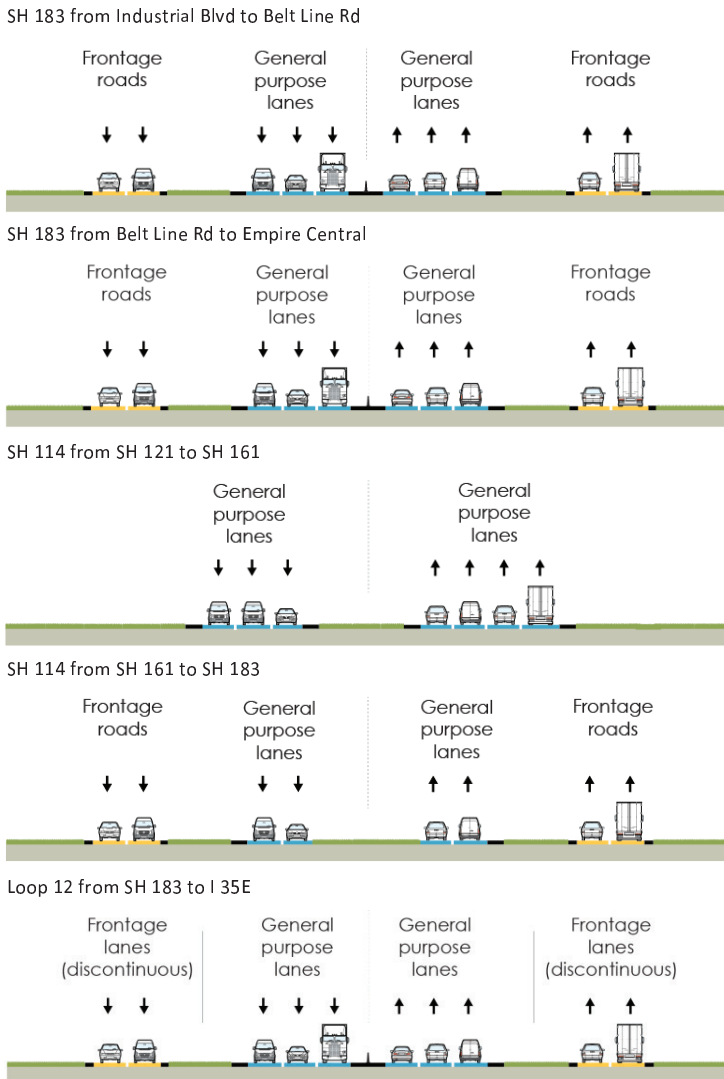 SH 183 from Industrial Blvd to Belt Line Rd
Frontage General General Frontage
roads purpose purpose roads
lanes lanes
SH 183 from Belt Line Rd to Empire Central
Frontage General General Frontage
roads purpose purpose roads
lanes lanes
SH 114 from SH 121 to SH 161
General General
purpose purpose
lanes lanes
SH 114 from SH 161 to SH 183
Frontage General General Frontage
roads purpose purpose roads
lanes lanes
Loop 12 from SH 183 to I 35E
Frontage General General Frontage
lanes purpose purpose lanes
(discontinuous) lanes lanes (discontinuous)